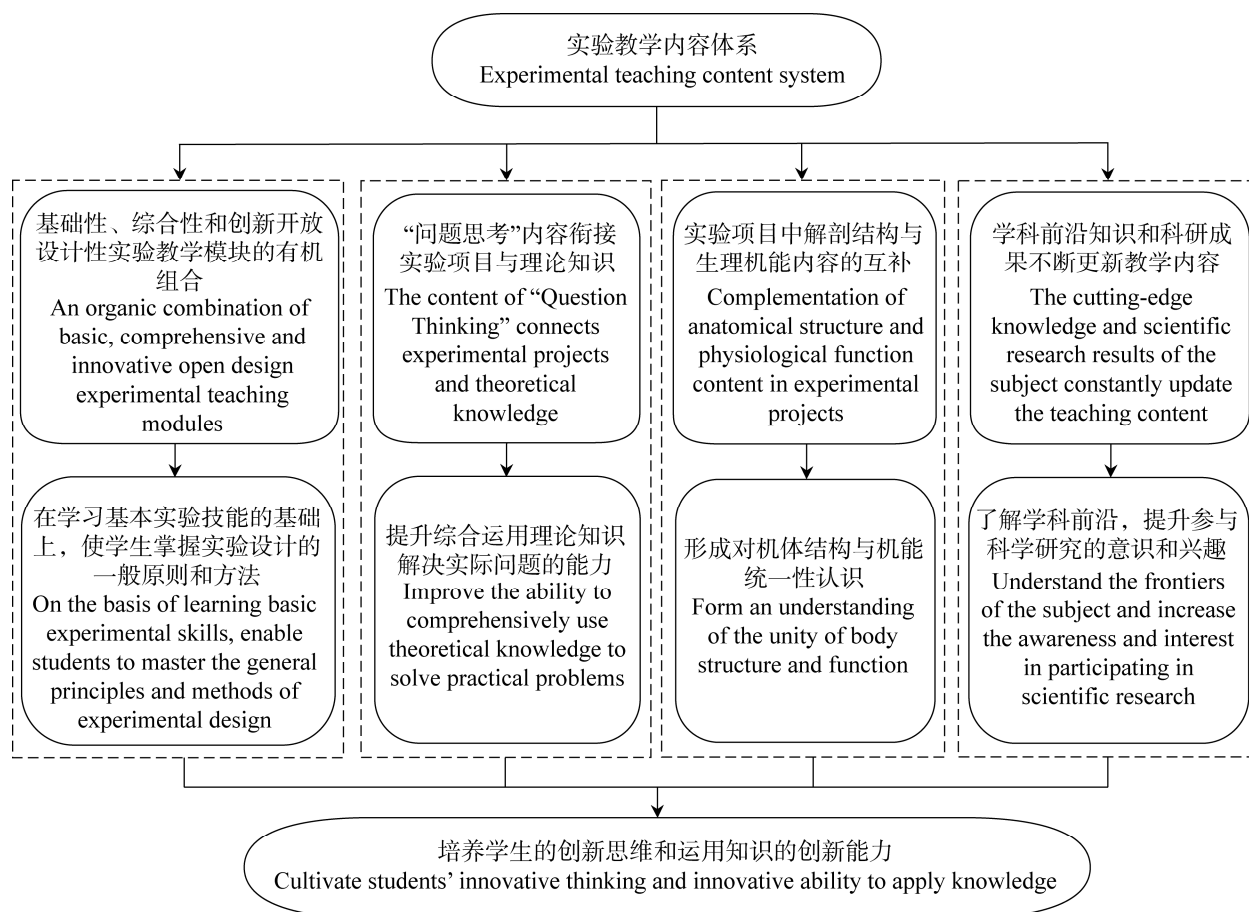 实验教学内容体系
Experimental teaching content system
基础性、综合性和创新开放
设计性实验教学模块的有机
组合
An organic combination of
basic, comprehensive and
innovative open design
experimental teaching
modules
“问题思考”内容衔接
实验项目与理论知识
The content of “Question
Thinking” connects
experimental projects
and theoretical
knowledge
实验项目中解剖结构与
生理机能内容的互补
Complementation of
anatomical structure and
physiological function
content in experimental
projects
学科前沿知识和科研成
果不断更新教学内容
The cutting-edge
knowledge and scientific
research results of the
subject constantly update
the teaching content
在学习基本实验技能的基础
上，使学生掌握实验设计的
一般原则和方法
On the basis of learning basic
experimental skills, enable
students to master the general
principles and methods of
experimental design
提升综合运用理论知识
解决实际问题的能力
Improve the ability to
comprehensively use
theoretical knowledge to
solve practical problems
形成对机体结构与机能
统一性认识
Form an understanding
of the unity of body
structure and function
了解学科前沿，提升参与
科学研究的意识和兴趣
Understand the frontiers
of the subject and increase
the awareness and interest
in participating in
scientific research
培养学生的创新思维和运用知识的创新能力
Cultivate students’ innovative thinking and innovative ability to apply knowledge